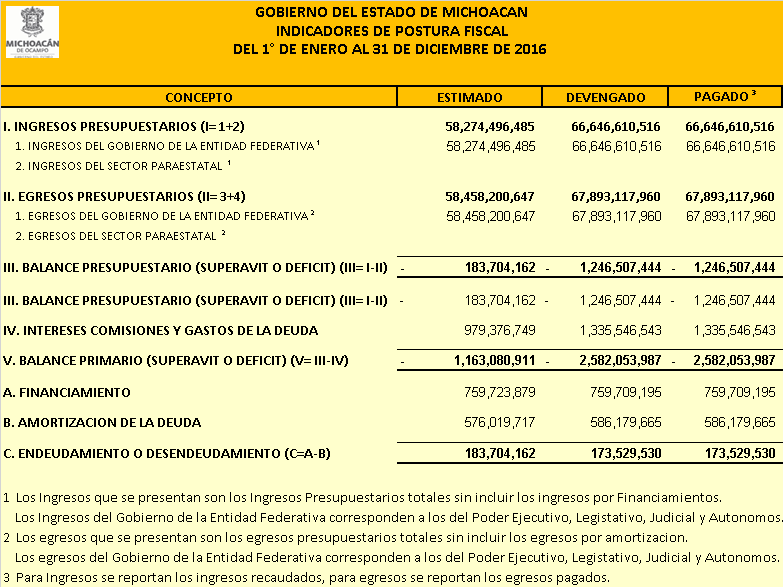 GOBIERNO DEL ESTADO DE MICHOACAN
INDICADORES DE POSTURA FISCAL
DEL 1° DE ENERO AL 31 DE DICIEMBRE DE 2016
MICHOACÁN
DE OCAMPO
CONCEPTO ESTIMADO DEVENGADO PAGADO ³
I. INGRESOS PRESUPUESTARIOS (I=1+2) 58,274,496,485 66,646,610,516 66,646,610,516
1. INGRESOS DEL GOBIERNO DE LA ENTIDAD FEDERATIVA ¹ 58,274,496,485 66,646,610,516 66,646,610,516
2. INGRESOS DEL SECTOR PARAESTATAL ¹
II. EGRESOS PRESUPUESTARIOS (II= 3+4) 58,458,200,647 67,893,117,960 67,893,117,960
1. EGRESOS DEL GOBIERNO DE LA ENTIDAD FEDERATIVA ² 58,458,200,647 67,893,117,960 67,893,117,960
2. EGRESOS DEL SECTOR PARAESTATAL ²
III. BALANCE PRESUPUESTARIO (SUPERAVIT O DEFICIT) (III= I-II) - 183,704,162 - 1,246,507,444 - 1,246,507,444
III. BALANCE PRESUPUESTARIO (SUPERAVIT O DEFICIT) (III= I-II) - 183,704,162 - 1,246,507,444 - 1,246,507,444
IV. INTERESES COMISIONES Y GASTOS DE LA DEUDA 979,376,749 1,335,546,543 1,335,546,543
V. BALANCE PRIMARIO (SUPERAVIT O DEFICIT) (V= III-IV) - 1,163,080,911 - 2,582,053,987 - 2,582,053,987
A. FINANCIAMIENTO 759,723,879 759,709,195 759,709,195
B. AMORTIZACION DE LA DEUDA 576,019,717 586,179,665 586,179,665
C. ENDEUDAMIENTO O DESENDEUDAMIENTO (C=A-B) 183,704,162 173,529,530 173,529,530
1 Los Ingresos que se presentan son los Ingresos Presupuestarios totales sin incluir los ingresos por Financiamientos.
Los Ingresos del Gobierno de la Entidad Federativa corresponden a los del Poder Ejecutivo, Legislativo, Judicial y Autonomos.
2 Los egresos que se presentan son los egresos presupuestarios totales sin incluir los egresos por amortizacion.
Los egresos del Gobierno de la Entidad Federativa corresponden a los del Poder Ejecutivo, Legislativo, Judicial y Autonomos.
3 Para Ingresos se reportan los ingresos recaudados, para egresos se reportan los egresos pagados.